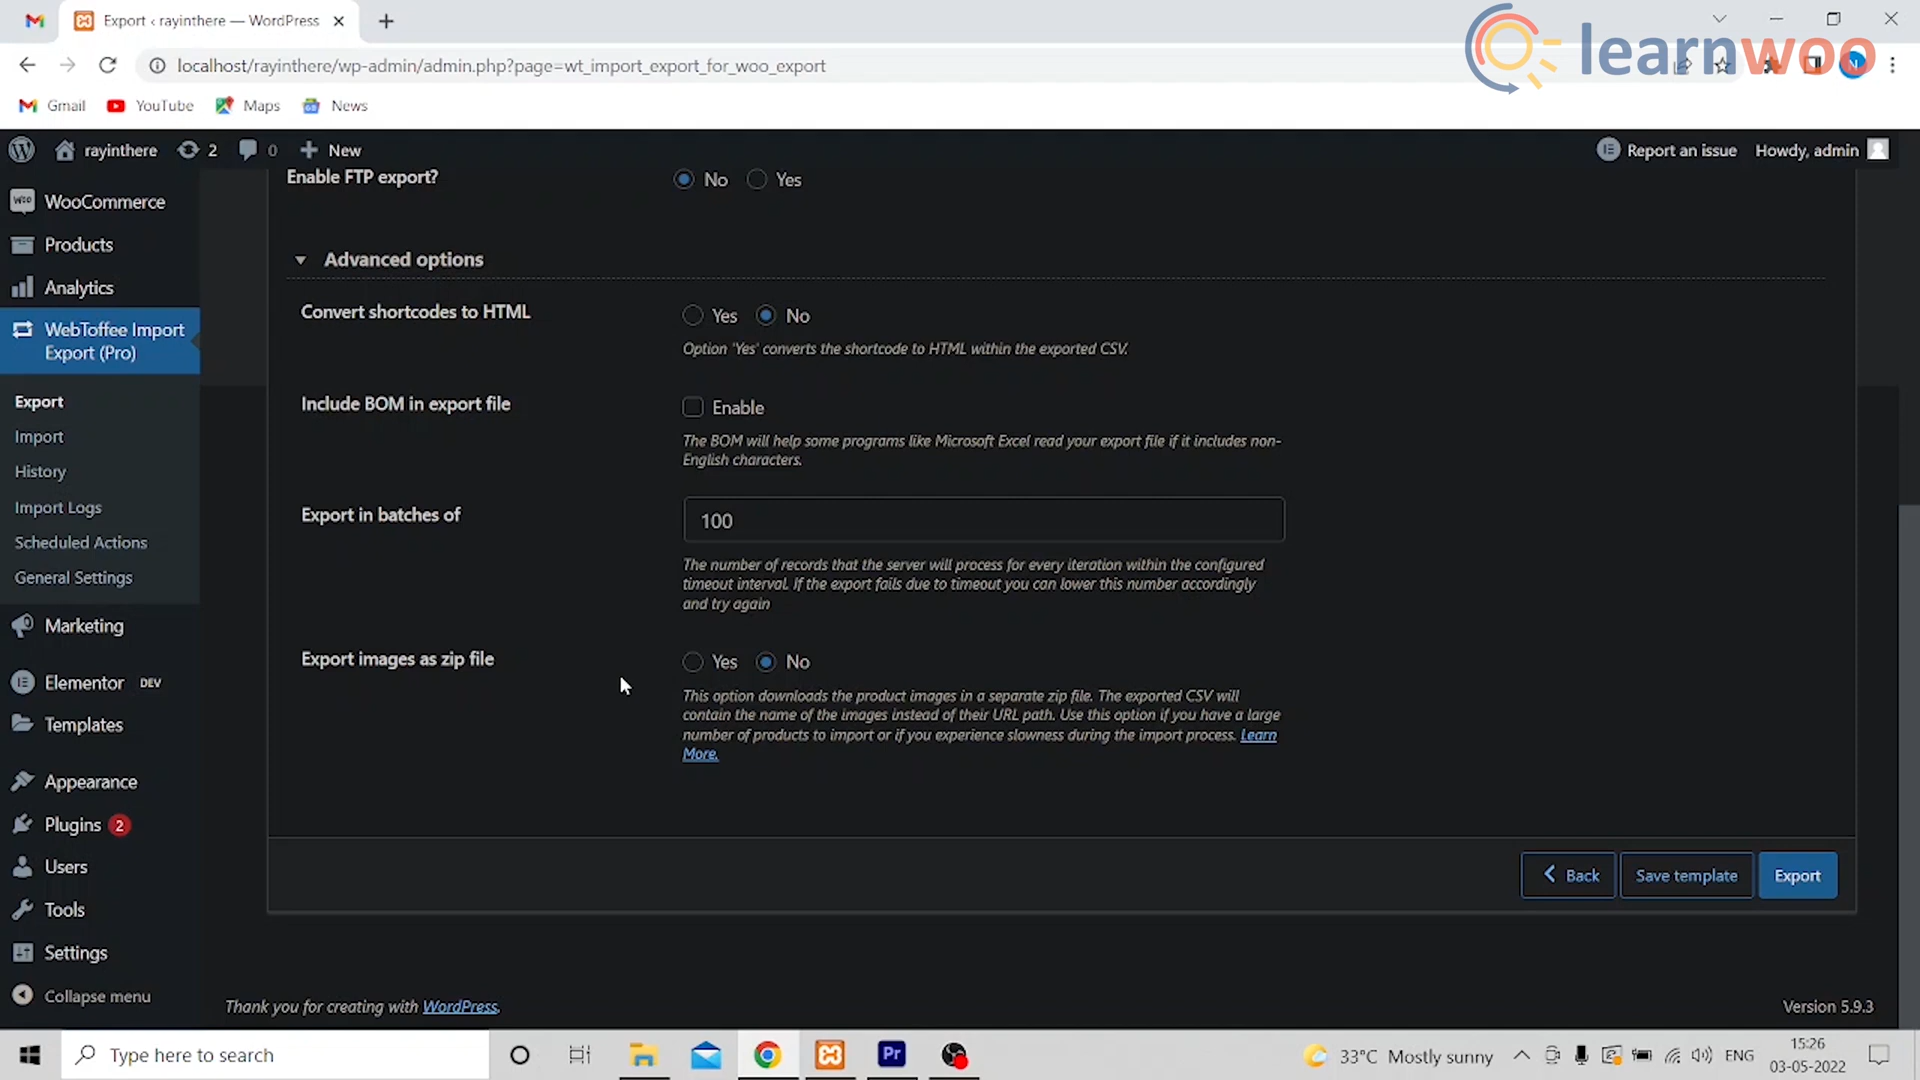 Export ‹ rayinthere — WordPress
localhost/rayinthere/wp-admin/admin.php?page=wt_import_export_for_woo_export
learnwoo
Gmail YouTube Maps News
rayinthere 2 0 New Report an issue Howdy, admin
WooCommerce
Products
Analytics
WebToffee Import
Export (Pro)
Export
Import
History
Import Logs
Scheduled Actions
General Settings
Marketing
Elementor DEV
Templates
Appearance
Plugins 2
Users
Tools
Settings
Collapse menu
Enable FTP export? No Yes
Advanced options
Convert shortcodes to HTML Yes No
Option 'Yes' converts the shortcode to HTML within the exported CSV.
Include BOM in export file Enable
The BOM will help some programs like Microsoft Excel read your export file if it includes non-
English characters.
Export in batches of 100
The number of records that the server will process for every iteration within the configured
timeout interval. If the export fails due to timeout you can lower this number accordingly
and try again
Export images as zip file Yes No
This option downloads the product images in a separate zip file. The exported CSV will
contain the name of the images instead of their URL path. Use this option if you have a large
number of products to import or if you experience slowness during the import process. Learn
More.
Back Save template Export
Thank you for creating with WordPress. Version 5.9.3
Type here to search Pr 33°C Mostly sunny ENG 15:26
03-05-2022